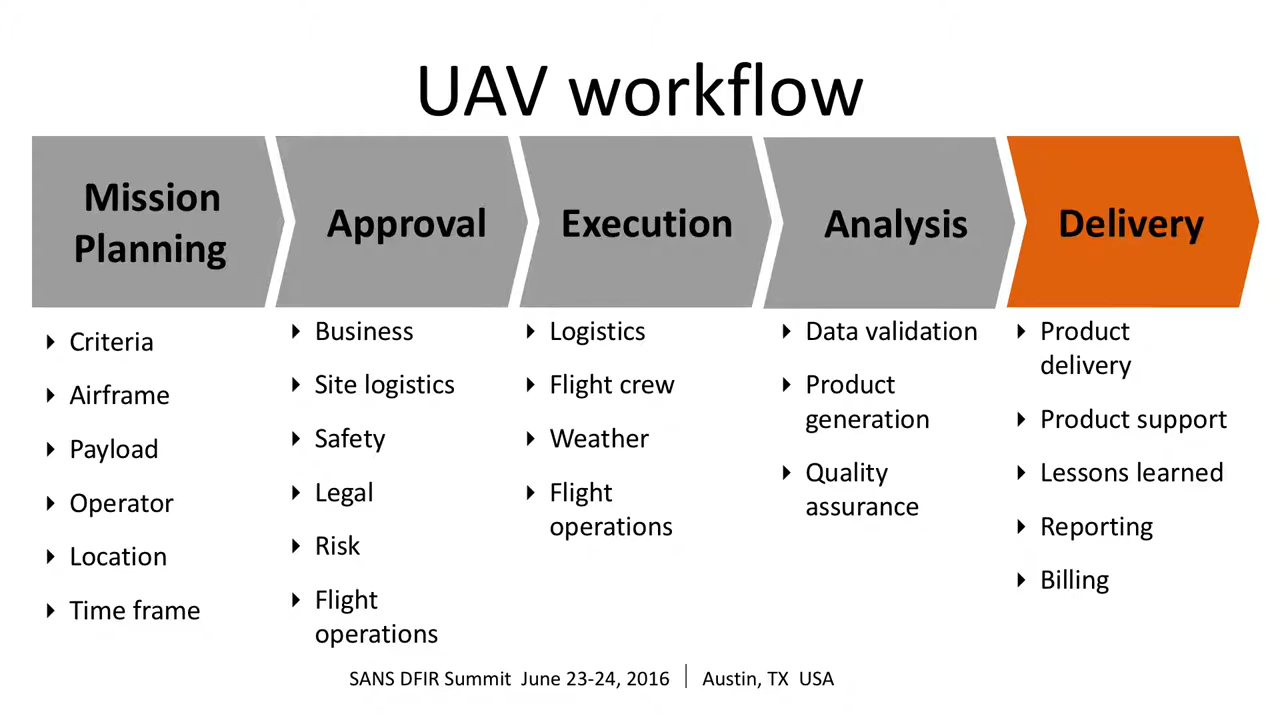 UAV workflow
Mission
Planning
Criteria
Airframe
Payload
Operator
Location
Time frame
Approval
Business
Site logistics
Safety
Legal
Risk
Flight
operations
Execution
Logistics
Flight crew
Weather
Flight
operations
Analysis
Data validation
Product
generation
Quality
assurance
Delivery
Product
delivery
Product support
Lessons learned
Reporting
Billing
SANS DFIR Summit June 23-24, 2016 | Austin, TX USA